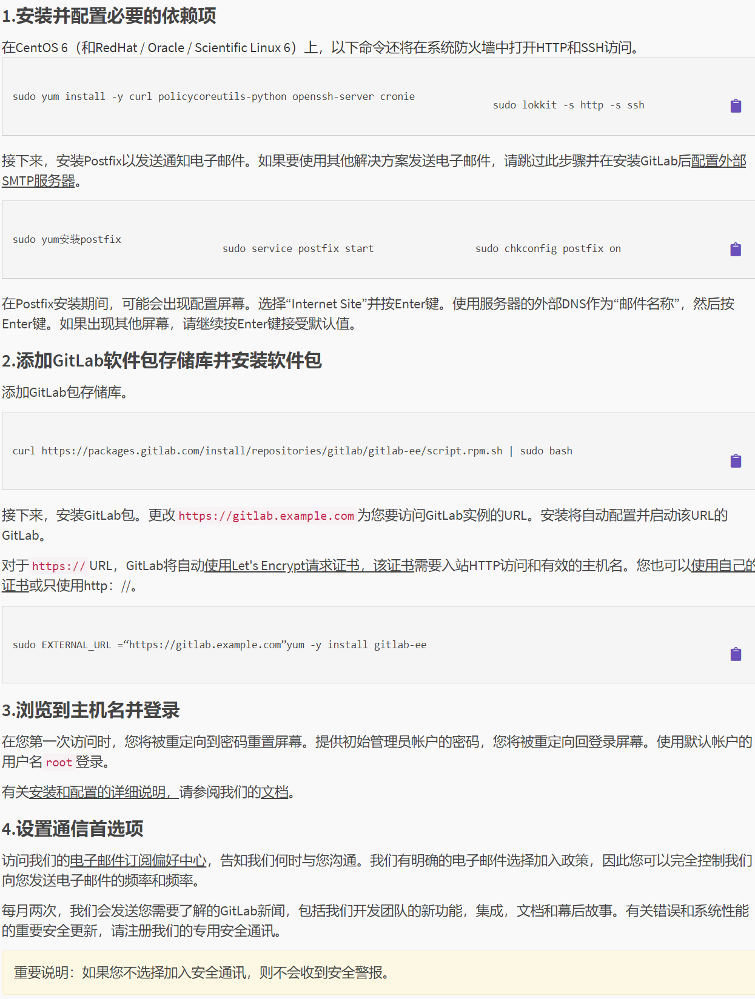 1.安装并配置必要的依赖项
在CentOS 6（和RedHat / Oracle / Scientific Linux 6）上，以下命令还将在系统防火墙中打开HTTP和SSH访问。
sudo yum install -y curl policycoreutils-python openssh-server cronie
sudo lokkit -s http -s ssh
接下来，安装Postfix以发送通知电子邮件。如果要使用其他解决方案发送电子邮件，请跳过此步骤并在安装GitLab后配置外部
SMTP服务器。
sudo yum安装postfix
sudo service postfix start
sudo chkconfig postfix on
在Postfix安装期间，可能会出现配置屏幕。选择“Internet Site”并按Enter键。使用服务器的外部DNS作为“邮件名称”，然后按
Enter键。如果出现其他屏幕，请继续按Enter键接受默认值。
2.添加GitLab软件包存储库并安装软件包
添加GitLab包存储库。
curl https://packages.gitlab.com/install/repositories/gitlab/gitlab-ee/script.rpm.sh | sudo bash
接下来，安装GitLab包。更改https://gitlab.example.com为您要访问GitLab实例的URL。安装将自动配置并启动该URL的
GitLab。
对于https://URL，GitLab将自动使用Let's Encrypt请求证书，该证书需要入站HTTP访问和有效的主机名。您也可以使用自己的
证书或只使用http：//。
sudo EXTERNAL_URL =“https://gitlab.example.com”yum -y install gitlab-ee
3.浏览到主机名并登录
在您第一次访问时，您将被重定向到密码重置屏幕。提供初始管理员帐户的密码，您将被重定向回登录屏幕。使用默认帐户的
用户名root登录。
有关安装和配置的详细说明，请参阅我们的文档。
4.设置通信首选项
访问我们的电子邮件订阅偏好中心，告知我们何时与您沟通。我们有明确的电子邮件选择加入政策，因此您可以完全控制我们
向您发送电子邮件的频率和频率。
每月两次，我们会发送您需要了解的GitLab新闻，包括我们开发团队的新功能，集成，文档和幕后故事。有关错误和系统性能
的重要安全更新，请注册我们的专用安全通讯。
重要说明：如果您不选择加入安全通讯，则不会收到安全警报。